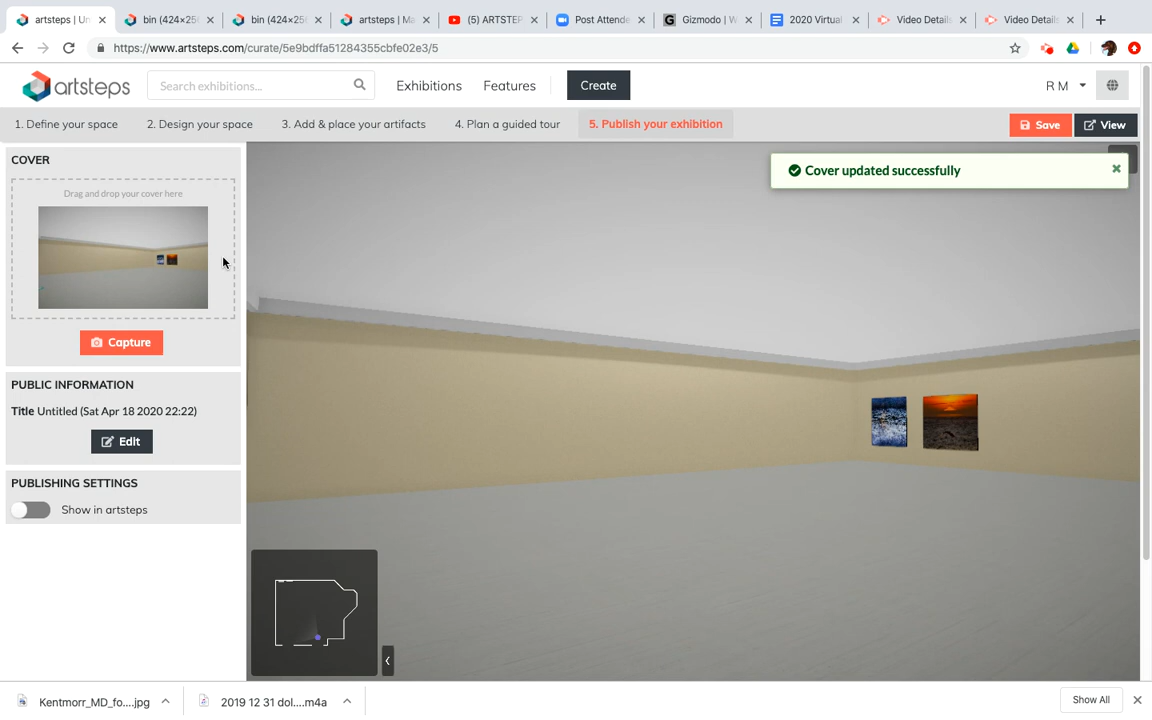 artsteps | Un
bin (424×25
bin (424×25
artsteps | Ma
(5) ARTSTEP
Post Attende
Gizmodo | W
2020 Virtual
Video Detail
Video Detail
https://www.artsteps.com/curate/5e9bdffa51284355cbfe02e3/5
artsteps
Search exhibitions...
Exhibitions
Features
Create
R M
1. Define your space
2. Design your space
3. Add & place your artifacts
4. Plan a guided tour
5. Publish your exhibition
Save
View
COVER
Drag and drop your cover here
Capture
Cover updated successfully
PUBLIC INFORMATION
Title Untitled (Sat Apr 18 2020 22:22)
Edit
PUBLISHING SETTINGS
Show in artsteps
Kentmorr_MD_fo....jpg
2019 12 31 dol....m4a
Show All